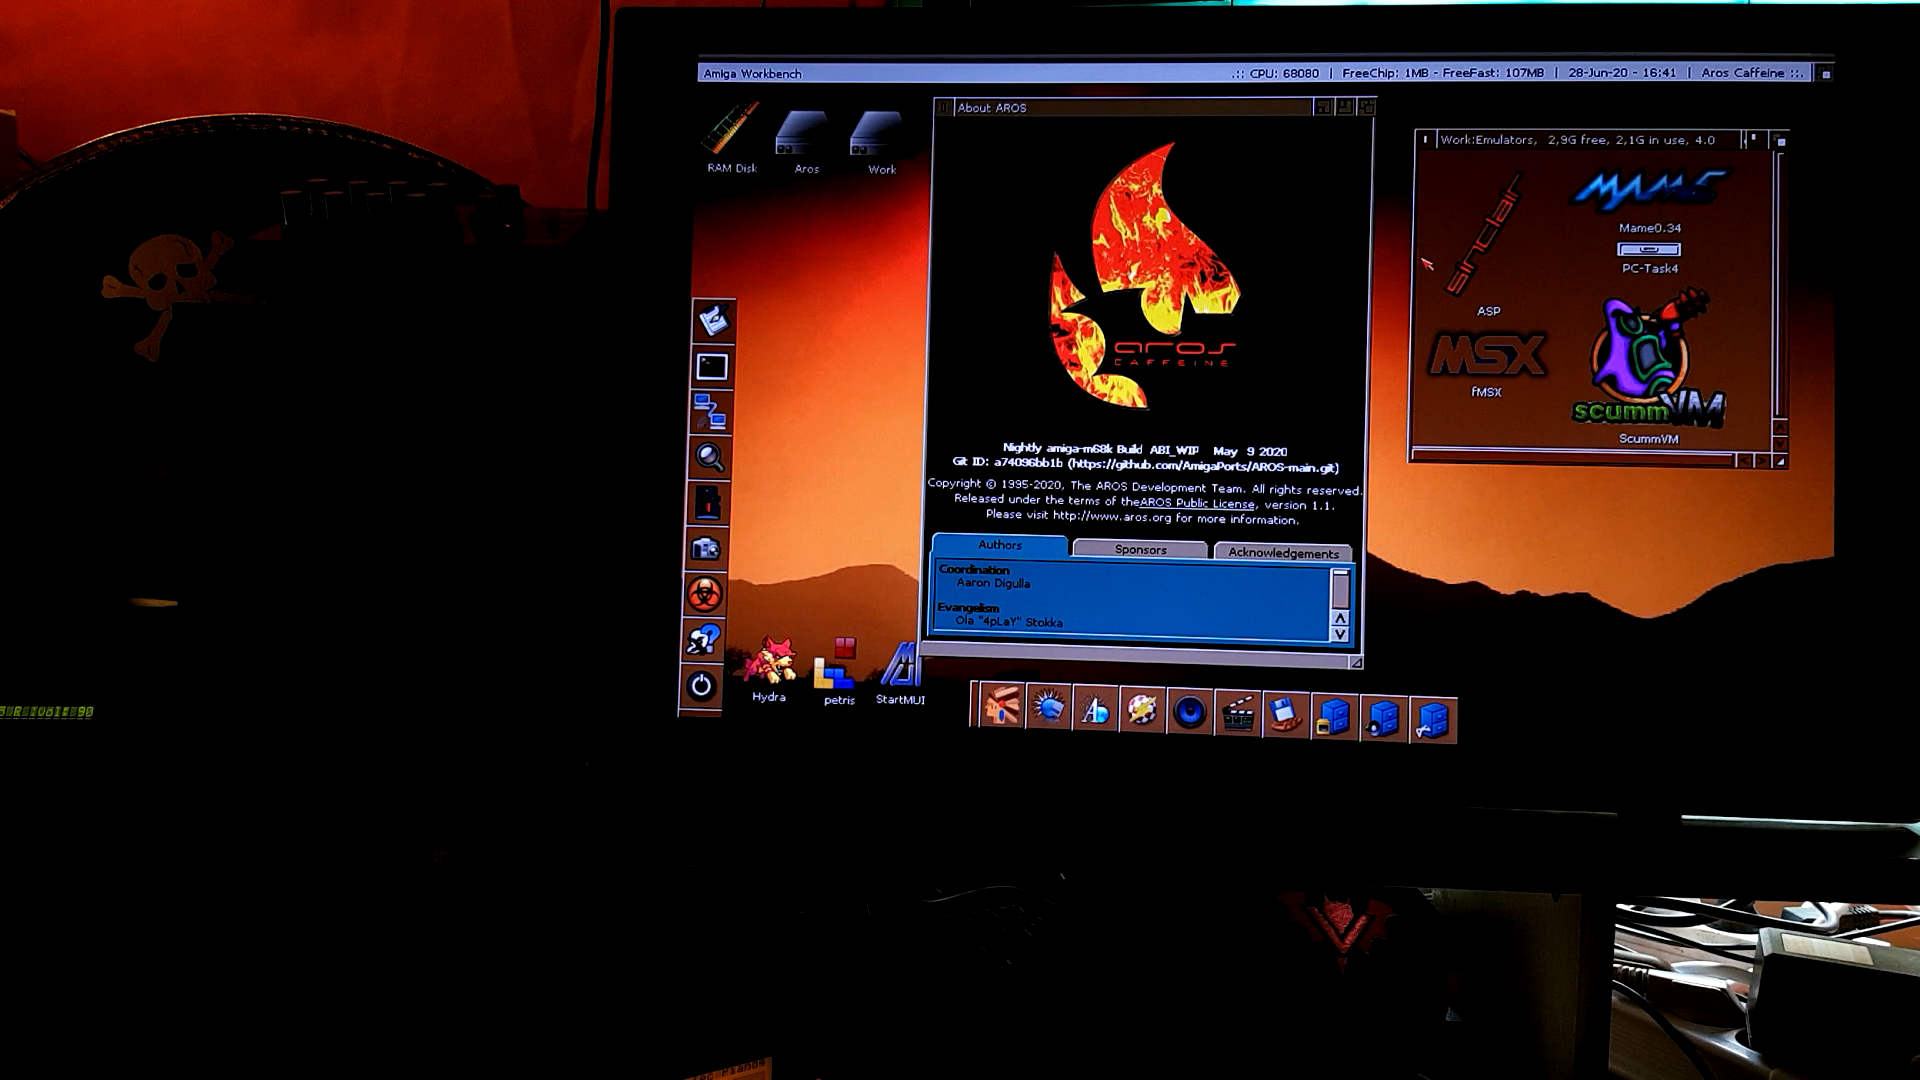 Amiga Workbench
.:: CPU: 68080 | FreeChip: 1MB - FreeFast: 107MB | 28-Jun-20 - 16:41 | Aros Caffeine ::.
RAM Disk
Aros
Work
About AROS
aros
CAFFEINE
Nightly amiga-m68k Build ABI_WIP May 9 2020
Git ID: a74096bb1b (https://github.com/AmigaPorts/AROS-main.git)
Copyright © 1995-2020, The AROS Development Team. All rights reserved.
Released under the terms of theAROS Public License, version 1.1.
Please visit http://www.aros.org for more information.
Authors
Sponsors
Acknowledgements
Coordination
Aaron Digulla
Evangelism
Ola "4pLaY" Stokka
Work:Emulators, 2,9G free, 2,1G in use, 4.0
sinclair
ASP
MAME
Mame0.34
PC-Task4
MSX
fMSX
scummVM
ScummVM
Hydra
petris
StartMUI